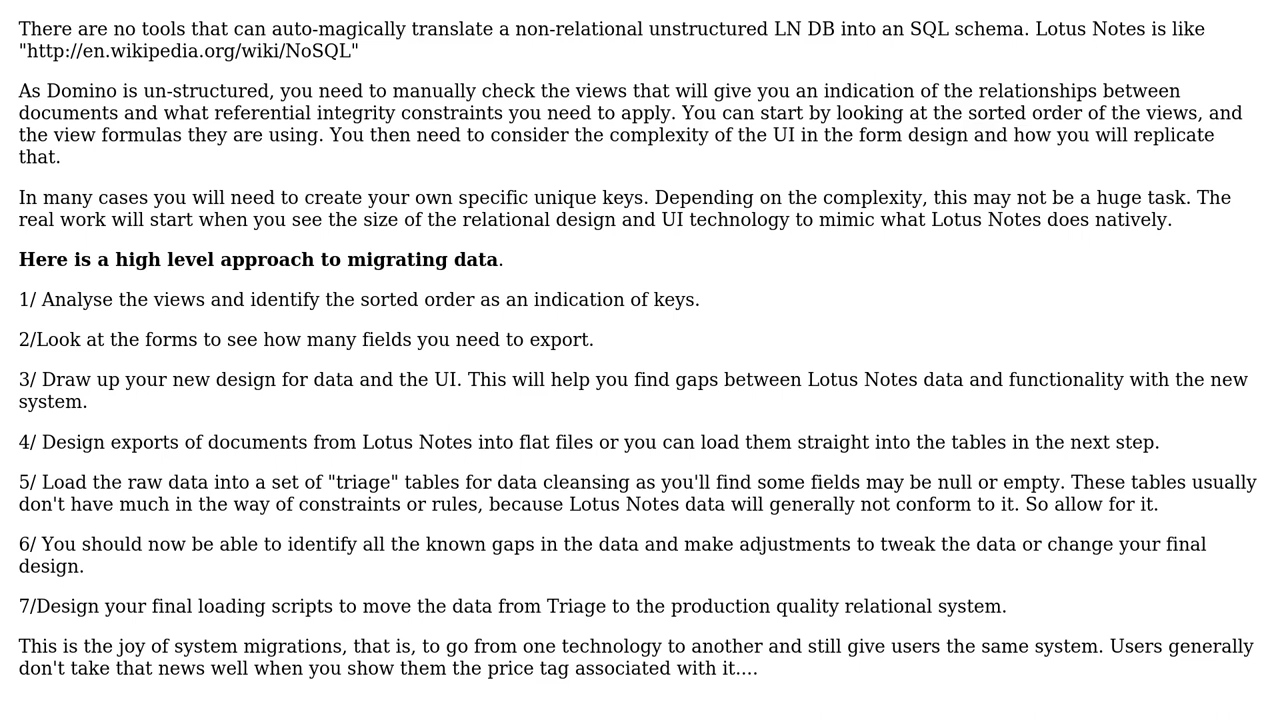 There are no tools that can auto-magically translate a non-relational unstructured LN DB into an SQL schema. Lotus Notes is like
"http://en.wikipedia.org/wiki/NoSQL"
As Domino is un-structured, you need to manually check the views that will give you an indication of the relationships between
documents and what referential integrity constraints you need to apply. You can start by looking at the sorted order of the views, and
the view formulas they are using. You then need to consider the complexity of the UI in the form design and how you will replicate
that.
In many cases you will need to create your own specific unique keys. Depending on the complexity, this may not be a huge task. The
real work will start when you see the size of the relational design and UI technology to mimic what Lotus Notes does natively.
Here is a high level approach to migrating data.
1/ Analyse the views and identify the sorted order as an indication of keys.
2/Look at the forms to see how many fields you need to export.
3/ Draw up your new design for data and the UI. This will help you find gaps between Lotus Notes data and functionality with the new
system.
4/ Design exports of documents from Lotus Notes into flat files or you can load them straight into the tables in the next step.
5/ Load the raw data into a set of "triage" tables for data cleansing as you'll find some fields may be null or empty. These tables usually
don't have much in the way of constraints or rules, because Lotus Notes data will generally not conform to it. So allow for it.
6/ You should now be able to identify all the known gaps in the data and make adjustments to tweak the data or change your final
design.
7/Design your final loading scripts to move the data from Triage to the production quality relational system.
This is the joy of system migrations, that is, to go from one technology to another and still give users the same system. Users generally
don't take that news well when you show them the price tag associated with it....